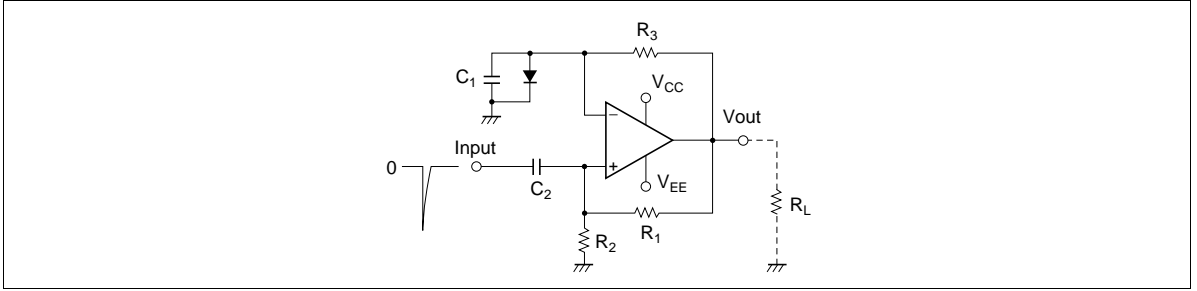 R3
C1
VCC
Vout
−
Input
0
+
C2
VEE
RL
R1
R2